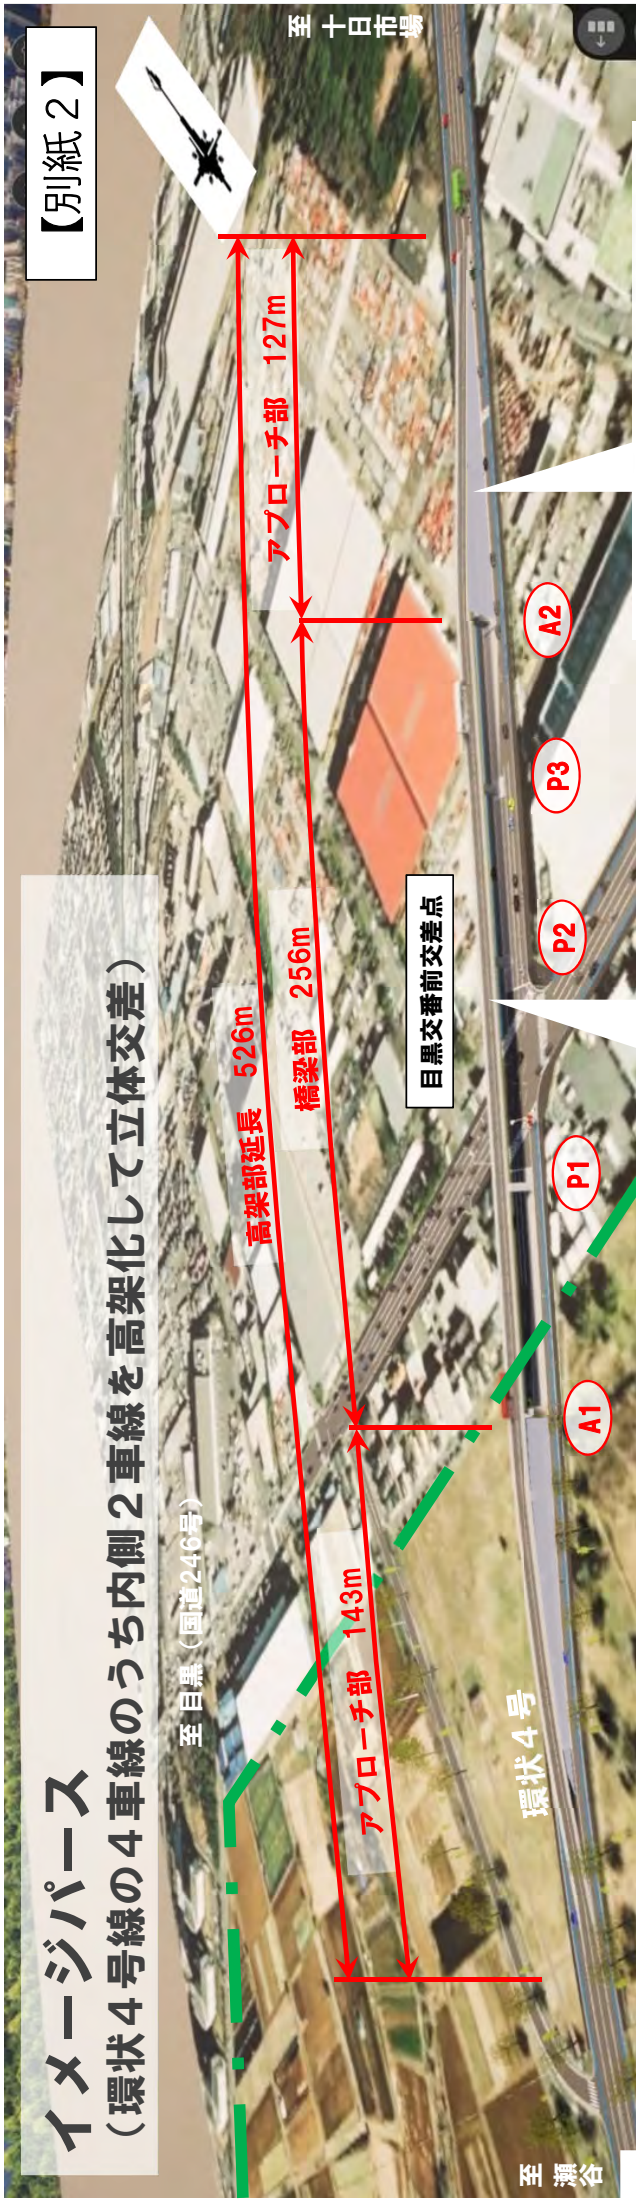 【別紙２】
イメージパース
（環状４号線の４車線のうち内側２車線を高架化して立体交差）
至 目黒（国道246号）
至 十日市場
高架部延長　526m
アプローチ部　143m
橋梁部　256m
アプローチ部　127m
目黒交番前交差点
環状４号
至 瀬谷
A1
P1
P2
P3
A2